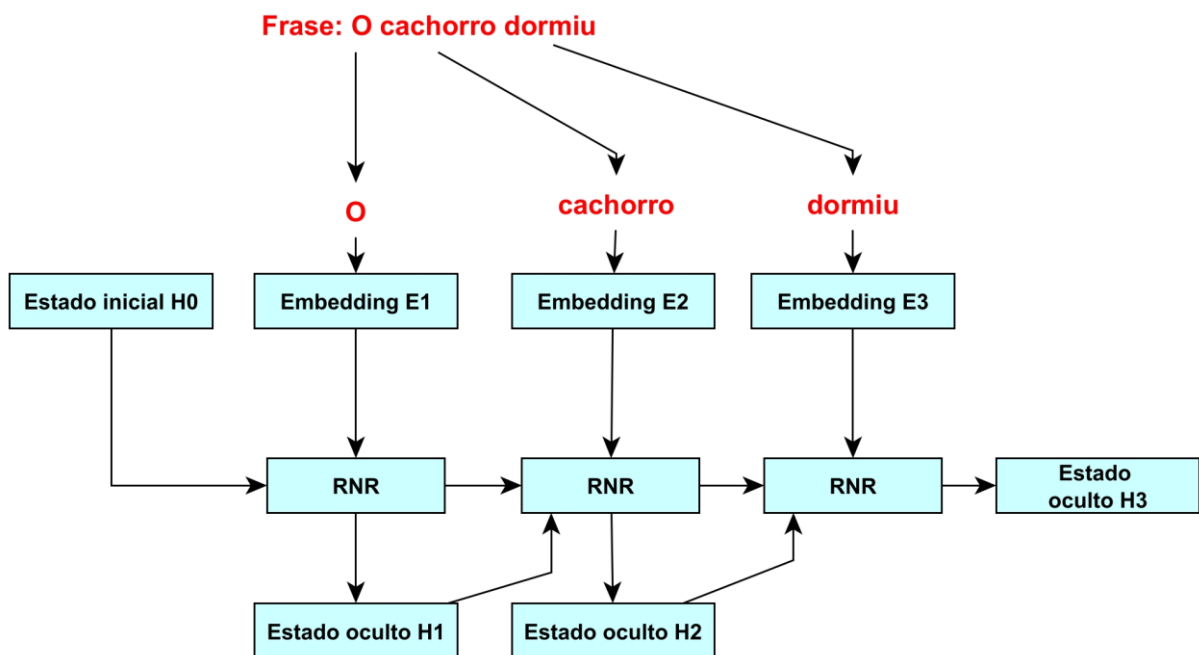 Frase: O cachorro dormiu
O
cachorro
dormiu
Estado inicial H0
Embedding E1
Embedding E2
Embedding E3
RNR
RNR
RNR
Estado
oculto H3
Estado oculto H1
Estado oculto H2